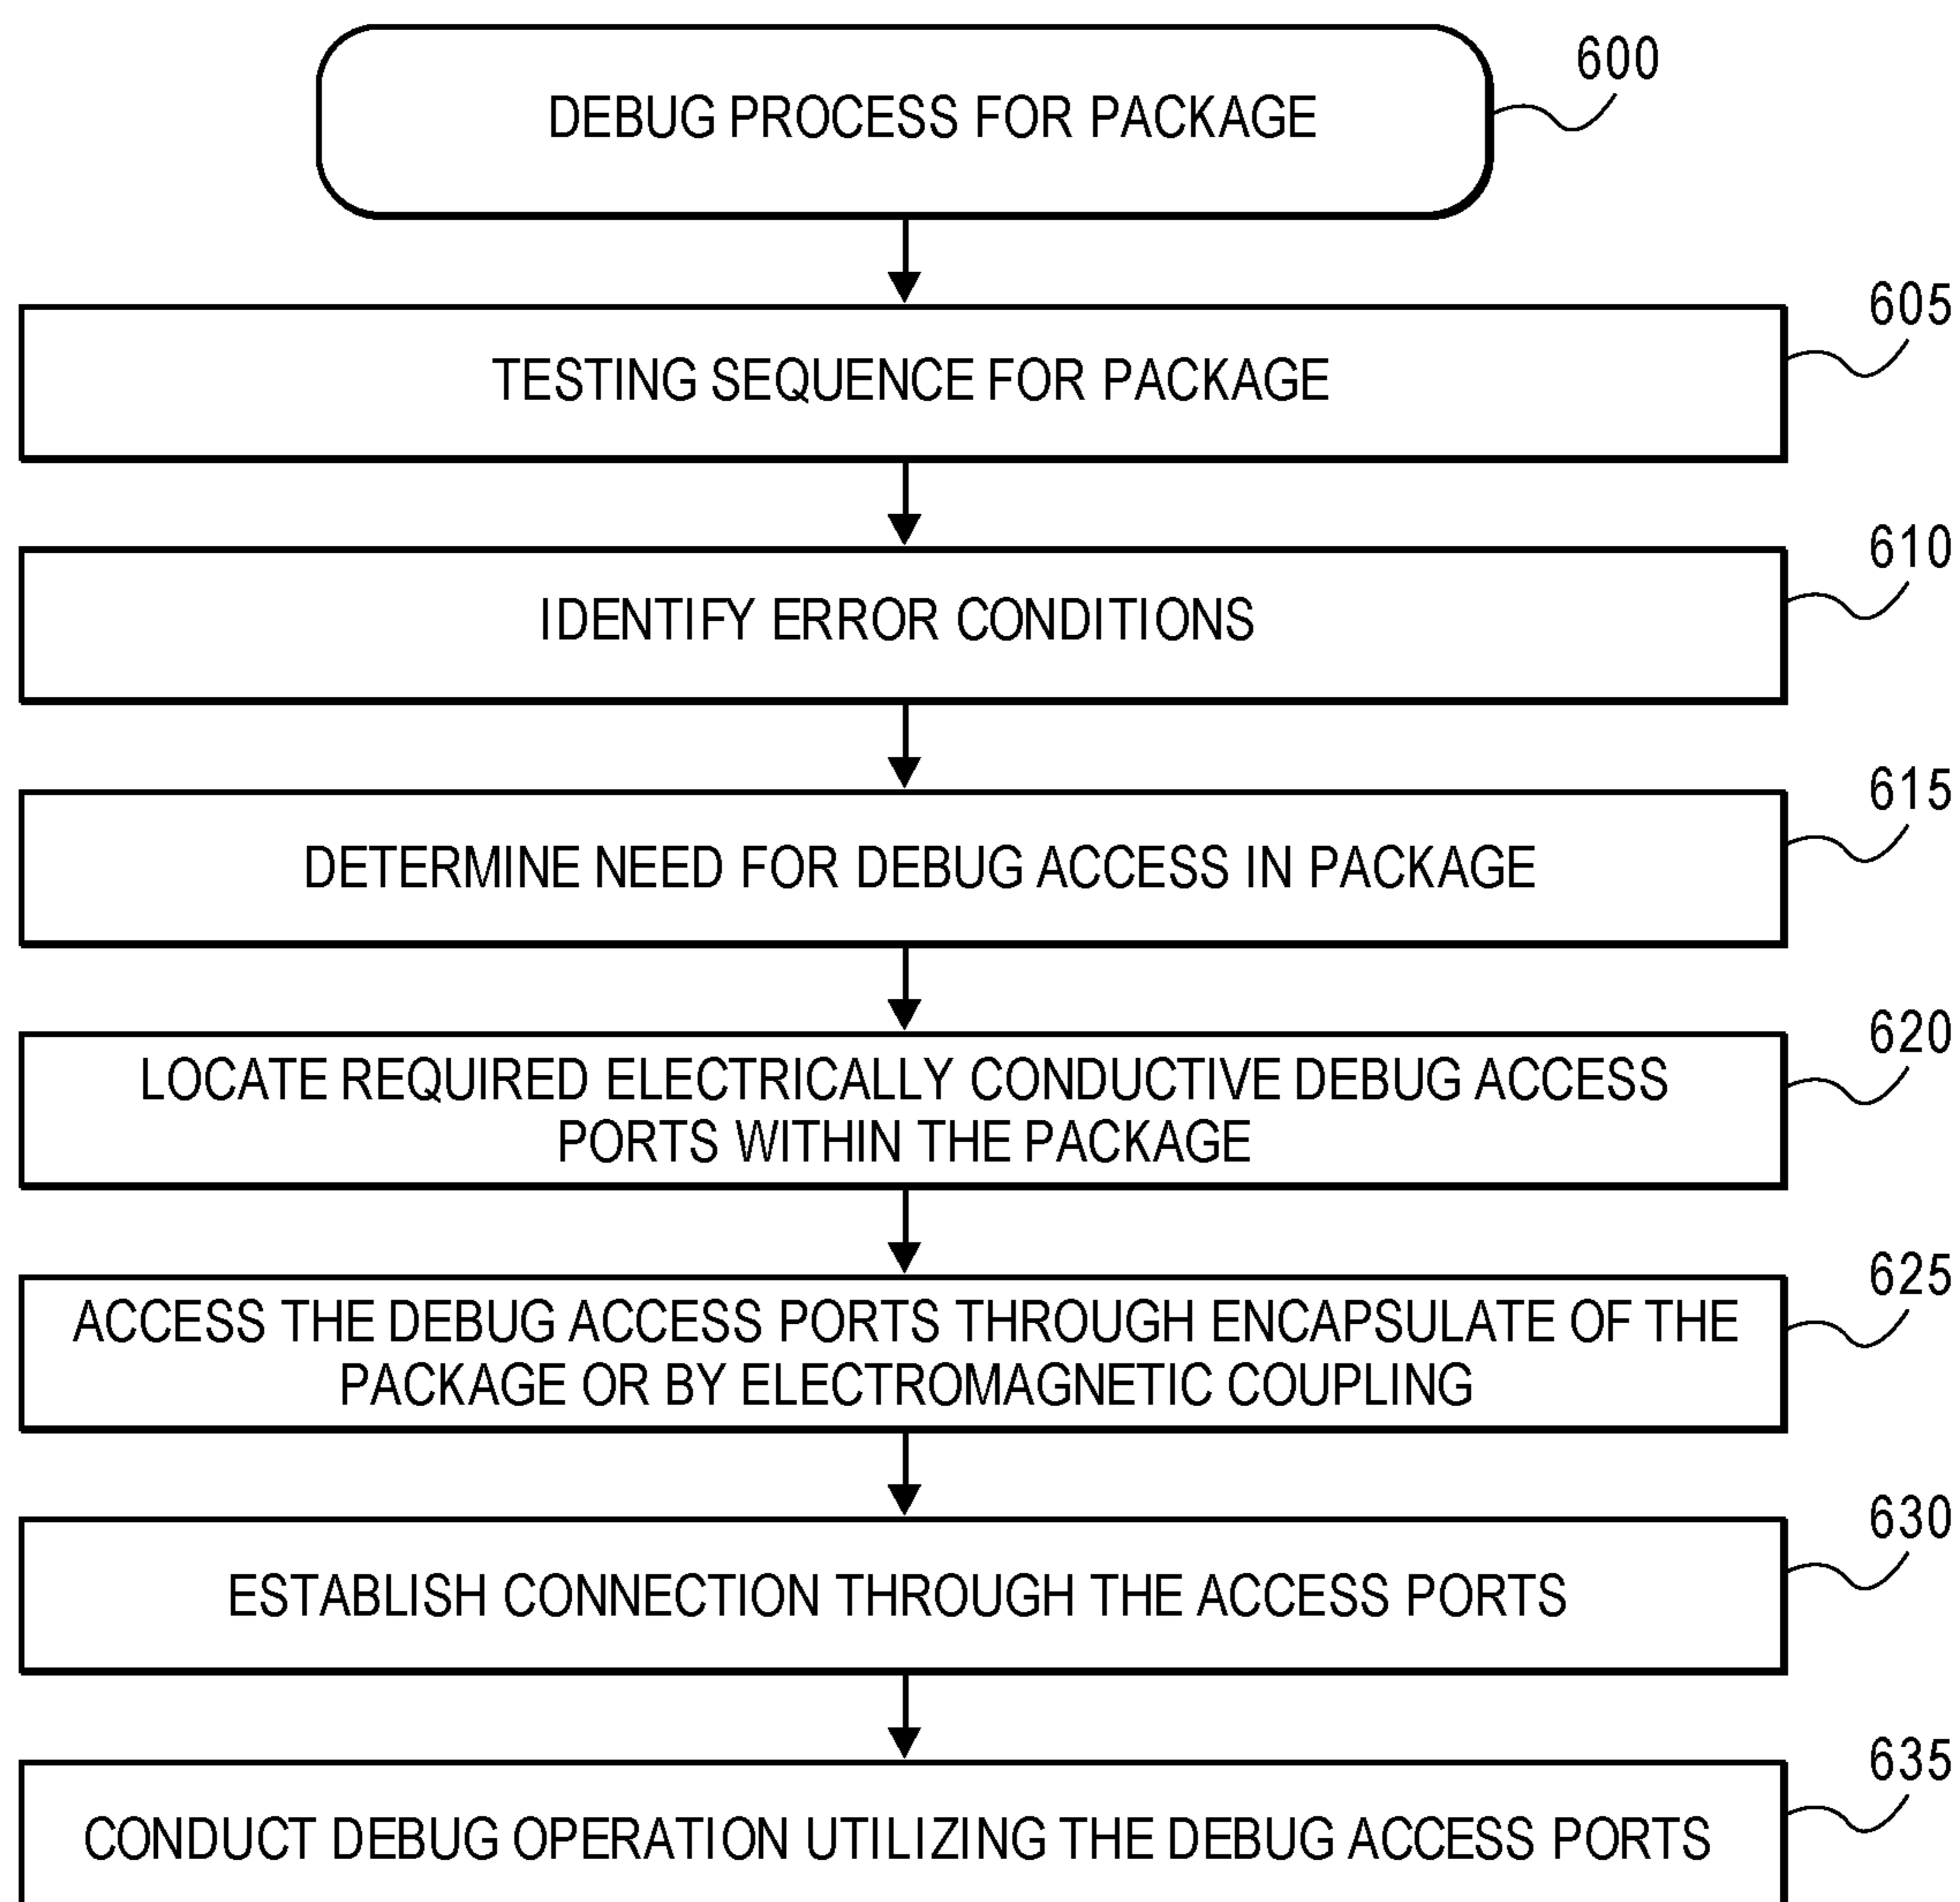 DEBUG PROCESS FOR PACKAGE
600
605
TESTING SEQUENCE FOR PACKAGE
610
IDENTIFY ERROR CONDITIONS
615
DETERMINE NEED FOR DEBUG ACCESS IN PACKAGE
620
LOCATE REQUIRED ELECTRICALLY CONDUCTIVE DEBUG ACCESS
PORTS WITHIN THE PACKAGE
625
ACCESS THE DEBUG ACCESS PORTS THROUGH ENCAPSULATE OF THE
PACKAGE OR BY ELECTROMAGNETIC COUPLING
630
ESTABLISH CONNECTION THROUGH THE ACCESS PORTS
635
CONDUCT DEBUG OPERATION UTILIZING THE DEBUG ACCESS PORTS